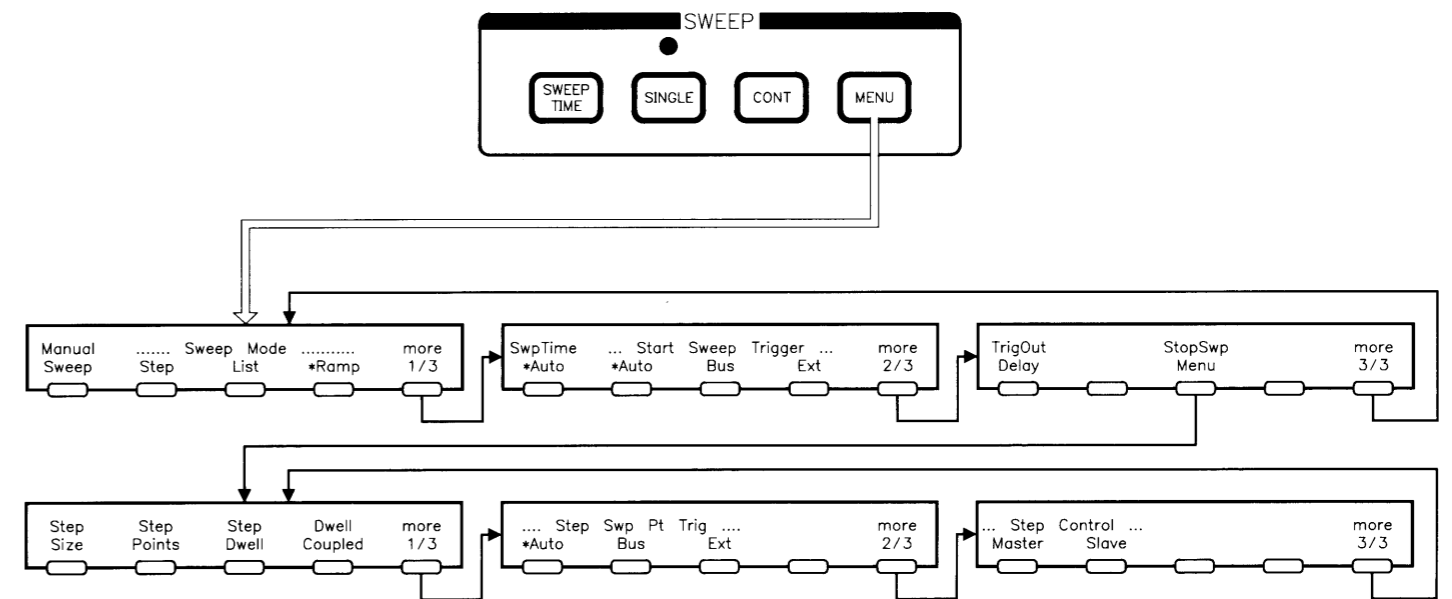 SWEEP
SWEEP TIME
SINGLE
CONT
MENU
Manual ....... Sweep Mode ........... more
Sweep Step List *Ramp 1/3
SwpTime ... Start Sweep Trigger ... more
*Auto *Auto Bus Ext 2/3
TrigOut StopSwp more
Delay Menu 3/3
Step Step Step Dwell more
Size Points Dwell Coupled 1/3
.... Step Swp Pt Trig .... more
*Auto Bus Ext 2/3
... Step Control ... more
Master Slave 3/3